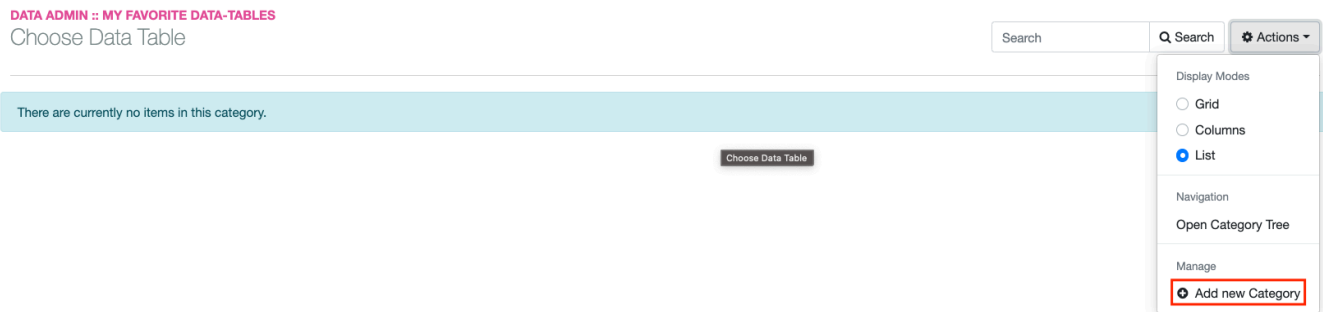 DATA ADMIN :: MY FAVORITE DATA-TABLES
Choose Data Table
Search
Search
Actions
Display Modes
Grid
Columns
List
There are currently no items in this category.
Choose Data Table
Navigation
Open Category Tree
Manage
Add new Category